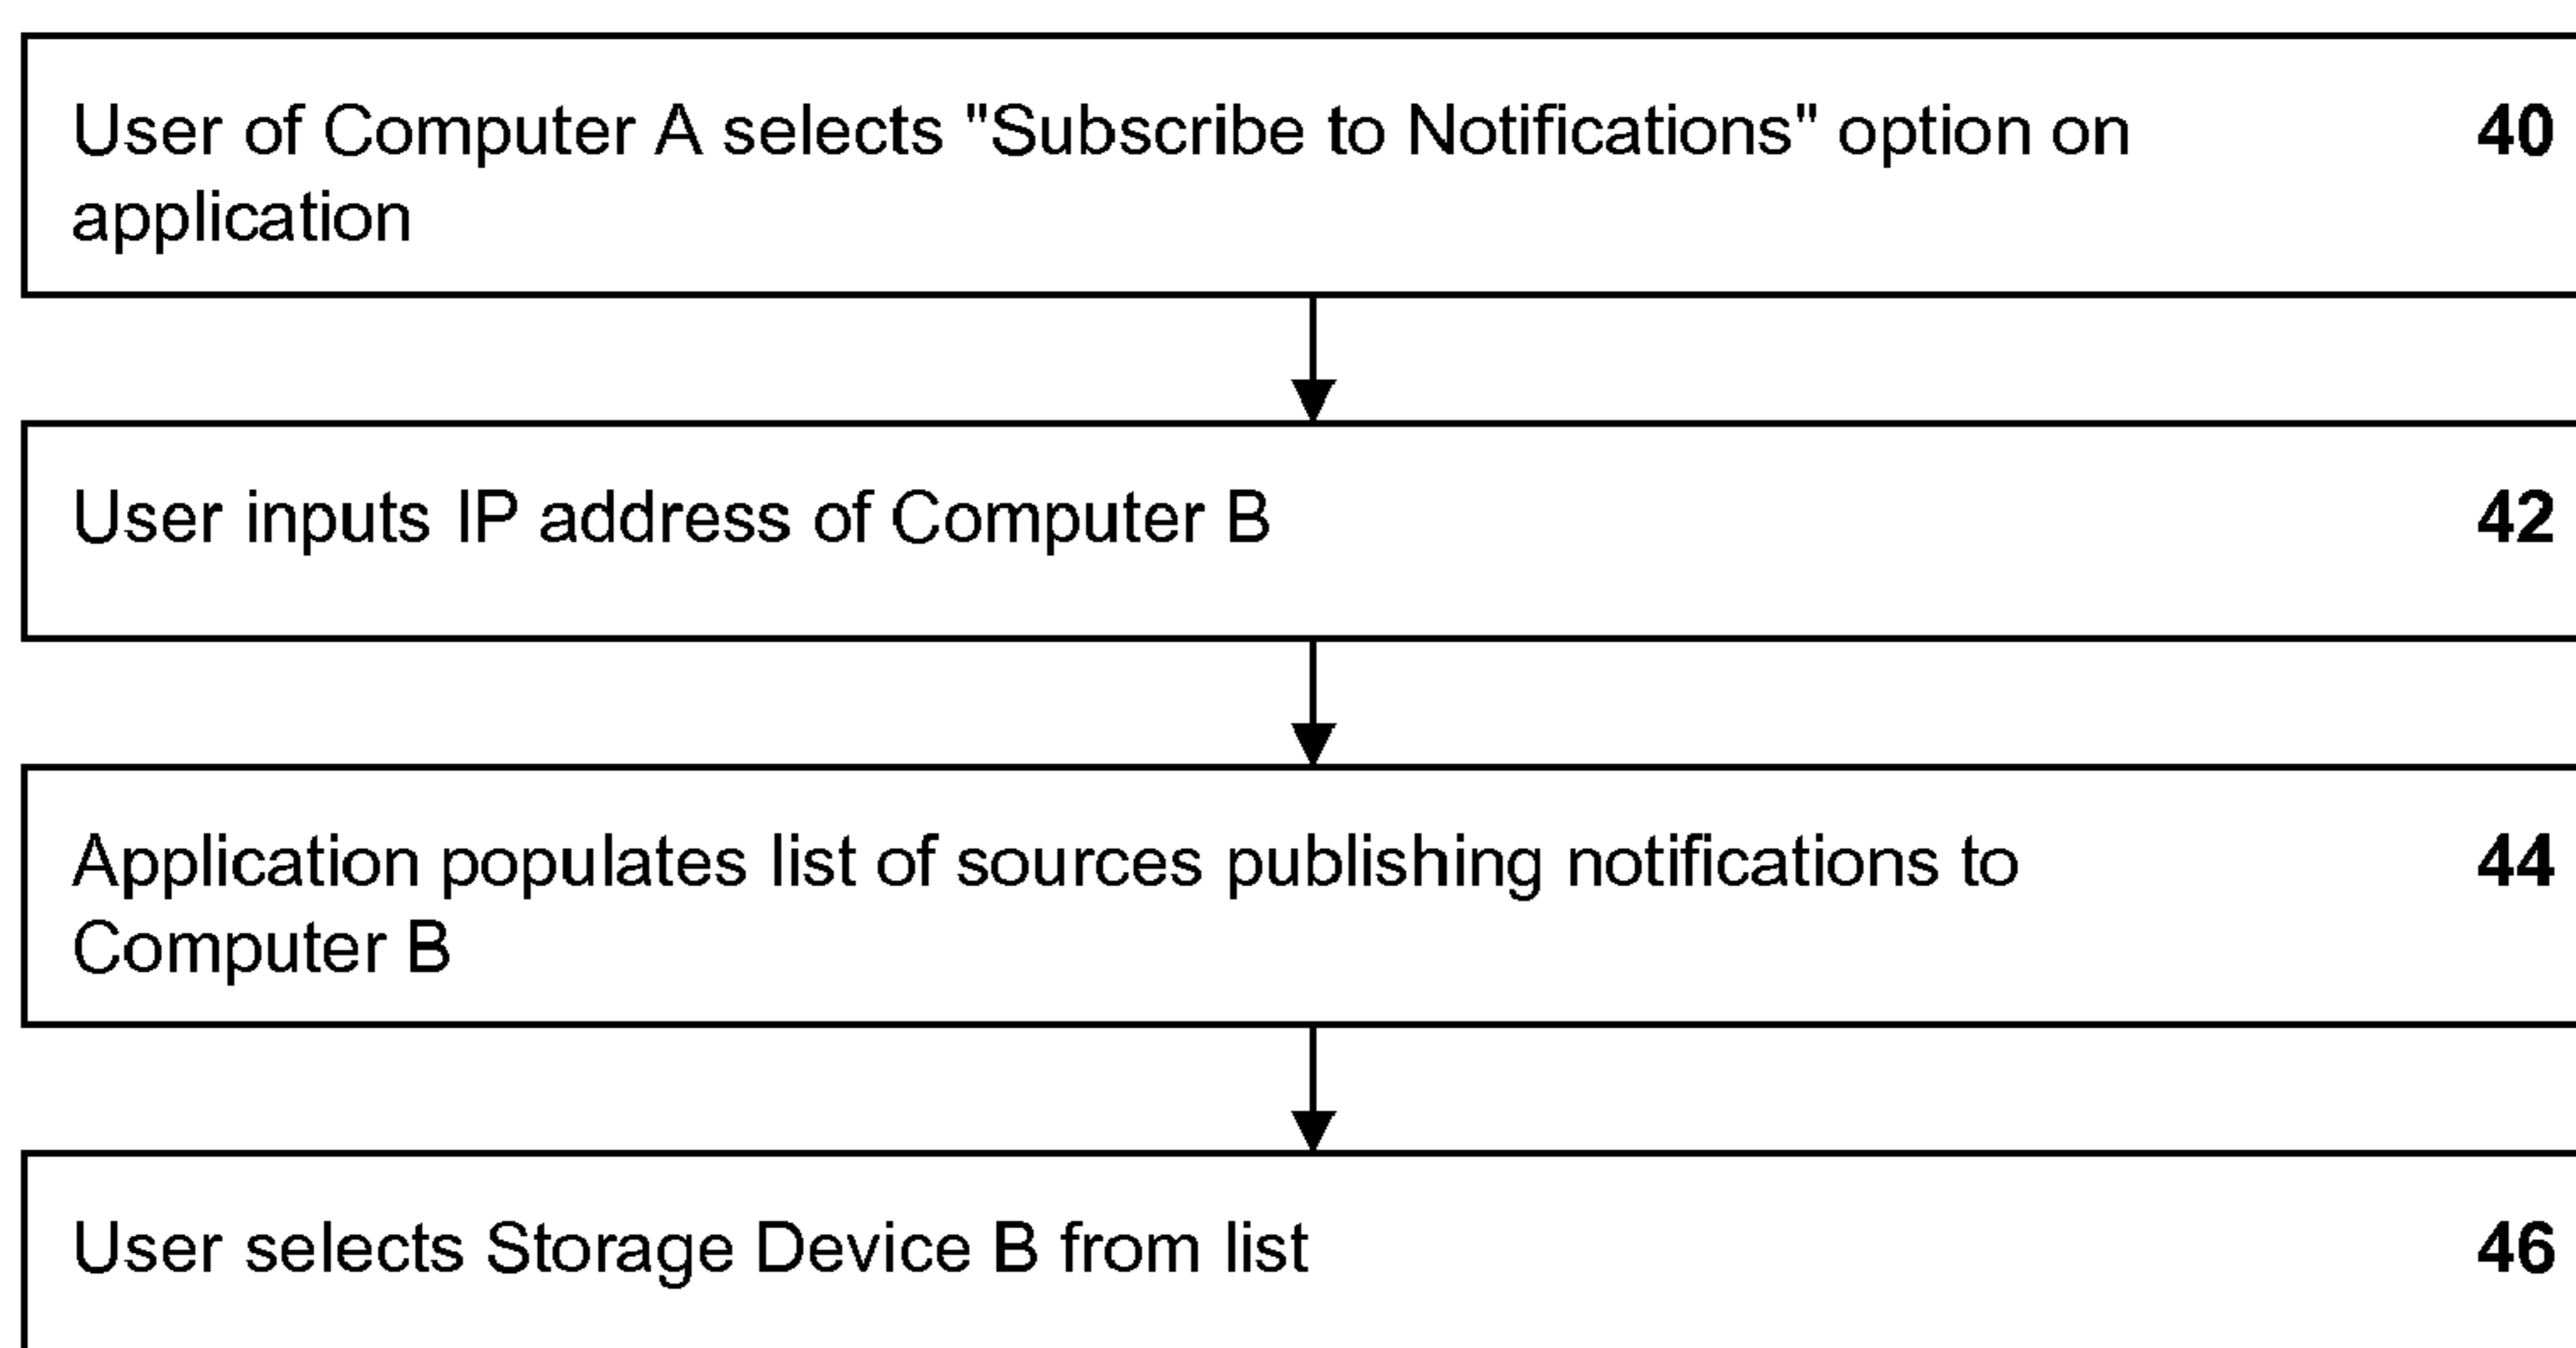 User of Computer A selects "Subscribe to Notifications" option on 40
application
User inputs IP address of Computer B 42
Application populates list of sources publishing notifications to 44
Computer B
User selects Storage Device B from list 46